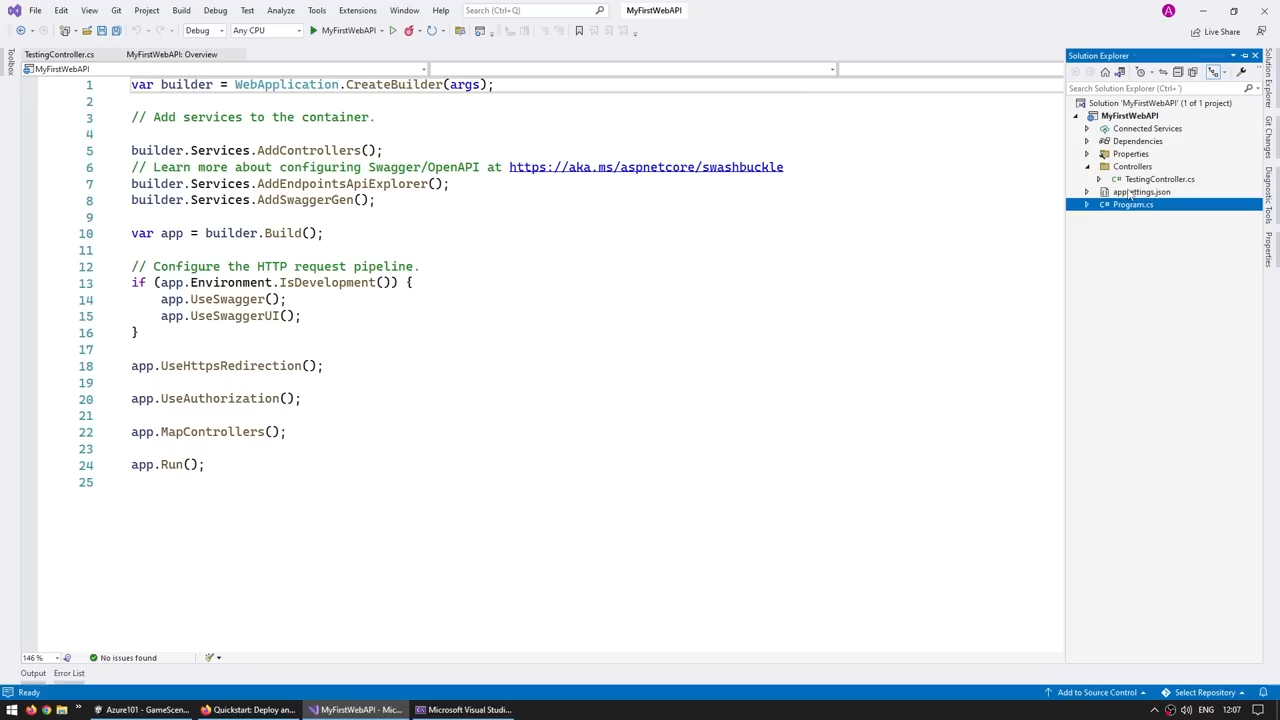 File Edit View Git Project Build Debug Test Analyze Tools Extensions Window Help Search (Ctrl+Q) MyFirstWebAPI A
Debug Any CPU MyFirstWebAPI Live Share
TestingController.cs MyFirstWebAPI: Overview
MyFirstWebAPI
Toolbox
1 var builder = WebApplication.CreateBuilder(args);
2
3 // Add services to the container.
4
5 builder.Services.AddControllers();
6 // Learn more about configuring Swagger/OpenAPI at https://aka.ms/aspnetcore/swashbuckle
7 builder.Services.AddEndpointsApiExplorer();
8 builder.Services.AddSwaggerGen();
9
10 var app = builder.Build();
11
12 // Configure the HTTP request pipeline.
13 if (app.Environment.IsDevelopment()) {
14 app.UseSwagger();
15 app.UseSwaggerUI();
16 }
17
18 app.UseHttpsRedirection();
19
20 app.UseAuthorization();
21
22 app.MapControllers();
23
24 app.Run();
25
Solution Explorer
Search Solution Explorer (Ctrl+')
Solution 'MyFirstWebAPI' (1 of 1 project)
MyFirstWebAPI
Connected Services
Dependencies
Properties
Controllers
C# TestingController.cs
appsettings.json
C# Program.cs
Solution Explorer
Git Changes
Diagnostic Tools
Properties
146 % No issues found
Output Error List
Ready Add to Source Control Select Repository
Azure101 - GameScen... Quickstart: Deploy an... MyFirstWebAPI - Mic... Microsoft Visual Studi... ENG 12:07